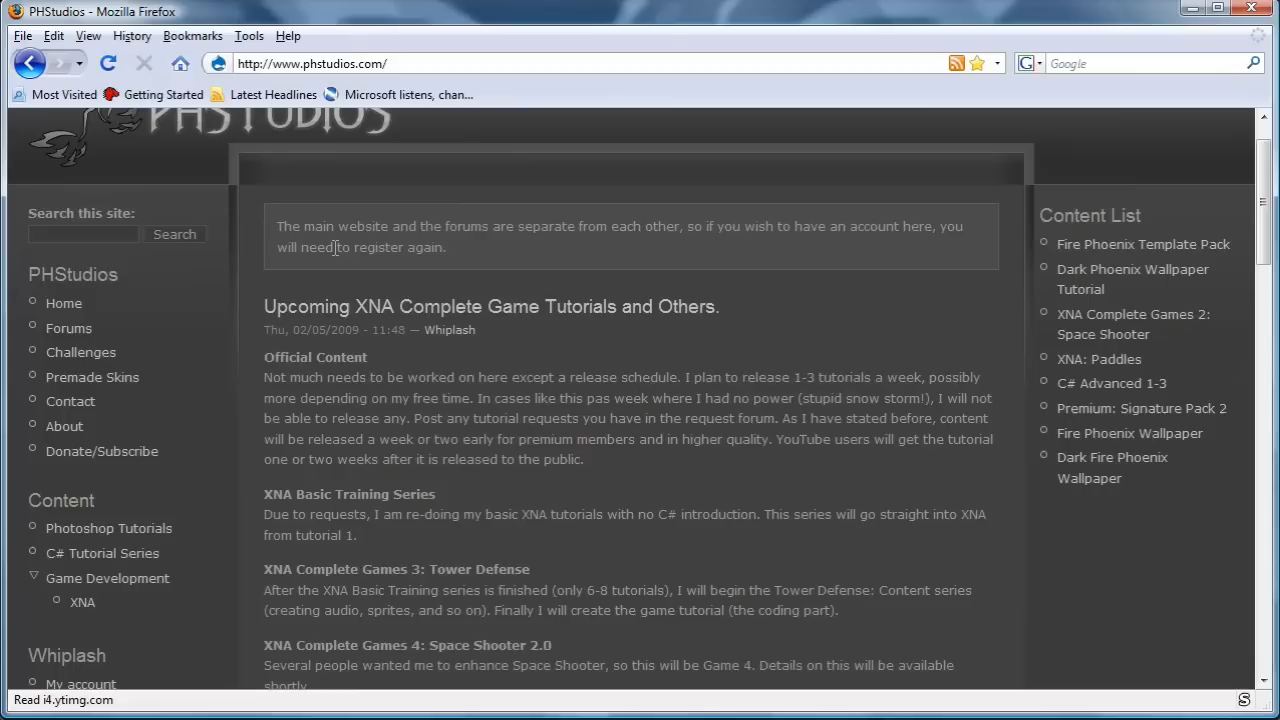 PHStudios - Mozilla Firefox
File Edit View History Bookmarks Tools Help
http://www.phstudios.com/
Google
Most Visited Getting Started Latest Headlines Microsoft listens, chan...
PHSTUDIOS
Search this site:
Search
PHStudios
Home
Forums
Challenges
Premade Skins
Contact
About
Donate/Subscribe
Content
Photoshop Tutorials
C# Tutorial Series
Game Development
XNA
Whiplash
My account
The main website and the forums are separate from each other, so if you wish to have an account here, you
will need to register again.
Upcoming XNA Complete Game Tutorials and Others.
Thu, 02/05/2009 - 11:48 — Whiplash
Official Content
Not much needs to be worked on here except a release schedule. I plan to release 1-3 tutorials a week, possibly
more depending on my free time. In cases like this pas week where I had no power (stupid snow storm!), I will not
be able to release any. Post any tutorial requests you have in the request forum. As I have stated before, content
will be released a week or two early for premium members and in higher quality. YouTube users will get the tutorial
one or two weeks after it is released to the public.
XNA Basic Training Series
Due to requests, I am re-doing my basic XNA tutorials with no C# introduction. This series will go straight into XNA
from tutorial 1.
XNA Complete Games 3: Tower Defense
After the XNA Basic Training series is finished (only 6-8 tutorials), I will begin the Tower Defense: Content series
(creating audio, sprites, and so on). Finally I will create the game tutorial (the coding part).
XNA Complete Games 4: Space Shooter 2.0
Several people wanted me to enhance Space Shooter, so this will be Game 4. Details on this will be available
shortly.
Content List
Fire Phoenix Template Pack
Dark Phoenix Wallpaper
Tutorial
XNA Complete Games 2:
Space Shooter
XNA: Paddles
C# Advanced 1-3
Premium: Signature Pack 2
Fire Phoenix Wallpaper
Dark Fire Phoenix
Wallpaper
Read i4.ytimg.com